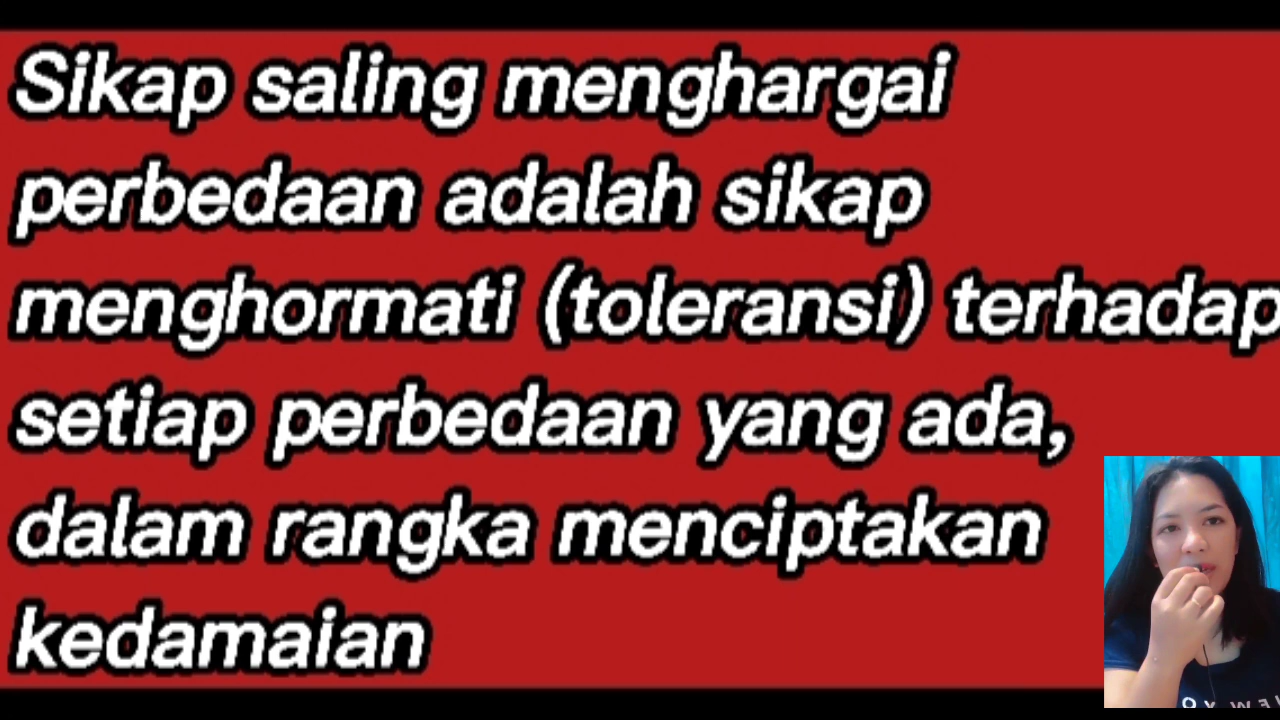 Sikap saling menghargai
perbedaan adalah sikap
menghormati (toleransi) terhadap
setiap perbedaan yang ada,
dalam rangka menciptakan
kedamaian